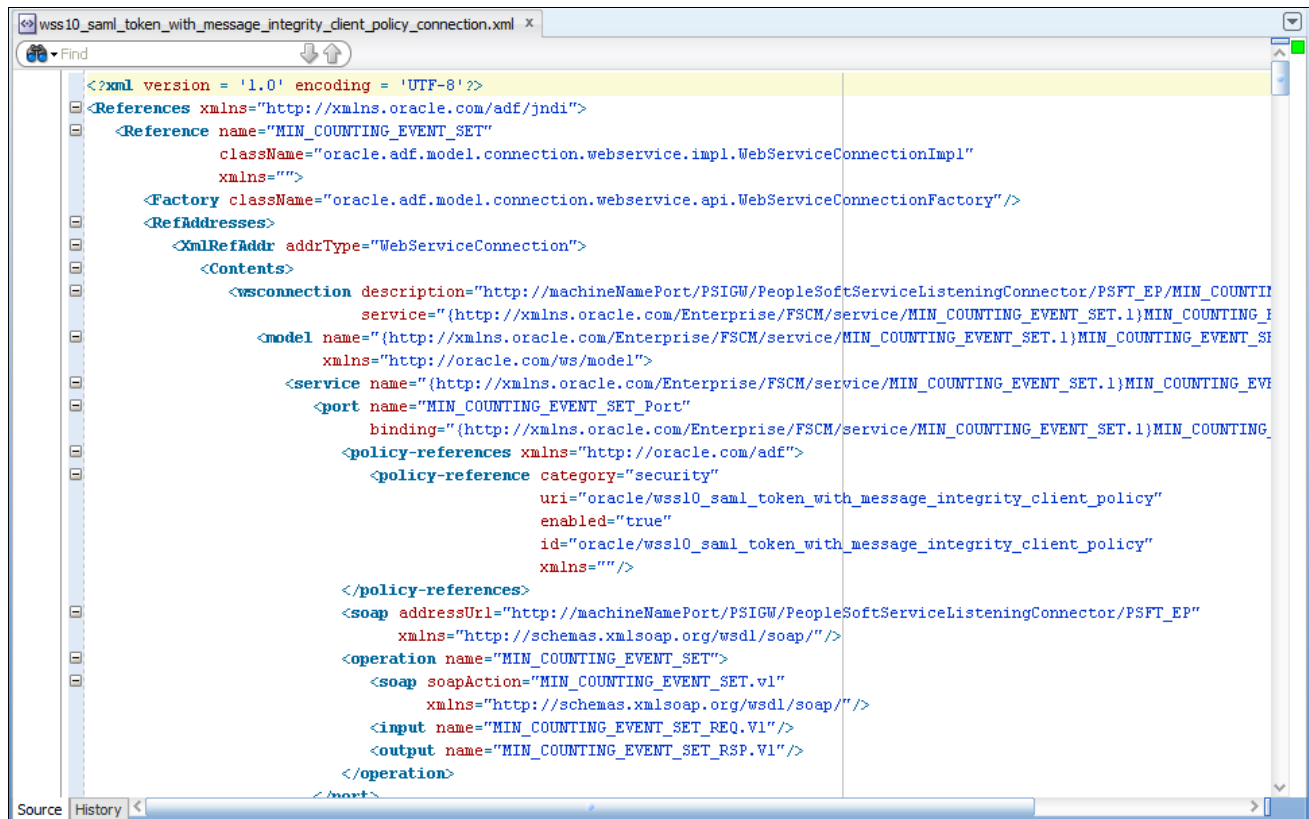 wss10_saml_token_with_message_integrity_client_policy_connection.xml x
Find
<?xml version = '1.0' encoding = 'UTF-8'?>
<References xmlns="http://xmlns.oracle.com/adf/jndi">
<Reference name="MIN_COUNTING_EVENT_SET"
className="oracle.adf.model.connection.webservice.impl.WebServiceConnectionImpl"
xmlns="">
<Factory className="oracle.adf.model.connection.webservice.api.WebServiceConnectionFactory"/>
<RefAddresses>
<XmlRefAddr addrType="WebServiceConnection">
<Contents>
<wsconnection description="http://machineNamePort/PSIGW/PeopleSoftServiceListeningConnector/PSFT_EP/MIN_COUNTIN
service="{http://xmlns.oracle.com/Enterprise/FSCM/service/MIN_COUNTING_EVENT_SET.1}MIN_COUNTING_E
<model name="{http://xmlns.oracle.com/Enterprise/FSCM/service/MIN_COUNTING_EVENT_SET.1}MIN_COUNTING_EVENT_SE
xmlns="http://oracle.com/ws/model">
<service name="{http://xmlns.oracle.com/Enterprise/FSCM/service/MIN_COUNTING_EVENT_SET.1}MIN_COUNTING_EVE
<port name="MIN_COUNTING_EVENT_SET_Port"
binding="{http://xmlns.oracle.com/Enterprise/FSCM/service/MIN_COUNTING_EVENT_SET.1}MIN_COUNTING_
<policy-references xmlns="http://oracle.com/adf">
<policy-reference category="security"
uri="oracle/wss10_saml_token_with_message_integrity_client_policy"
enabled="true"
id="oracle/wss10_saml_token_with_message_integrity_client_policy"
xmlns=""/>
</policy-references>
<soap addressUrl="http://machineNamePort/PSIGW/PeopleSoftServiceListeningConnector/PSFT_EP"
xmlns="http://schemas.xmlsoap.org/wsdl/soap/"/>
<operation name="MIN_COUNTING_EVENT_SET">
<soap soapAction="MIN_COUNTING_EVENT_SET.v1"
xmlns="http://schemas.xmlsoap.org/wsdl/soap/"/>
<input name="MIN_COUNTING_EVENT_SET_REQ.V1"/>
<output name="MIN_COUNTING_EVENT_SET_RSP.V1"/>
</operation>
</port>
Source History